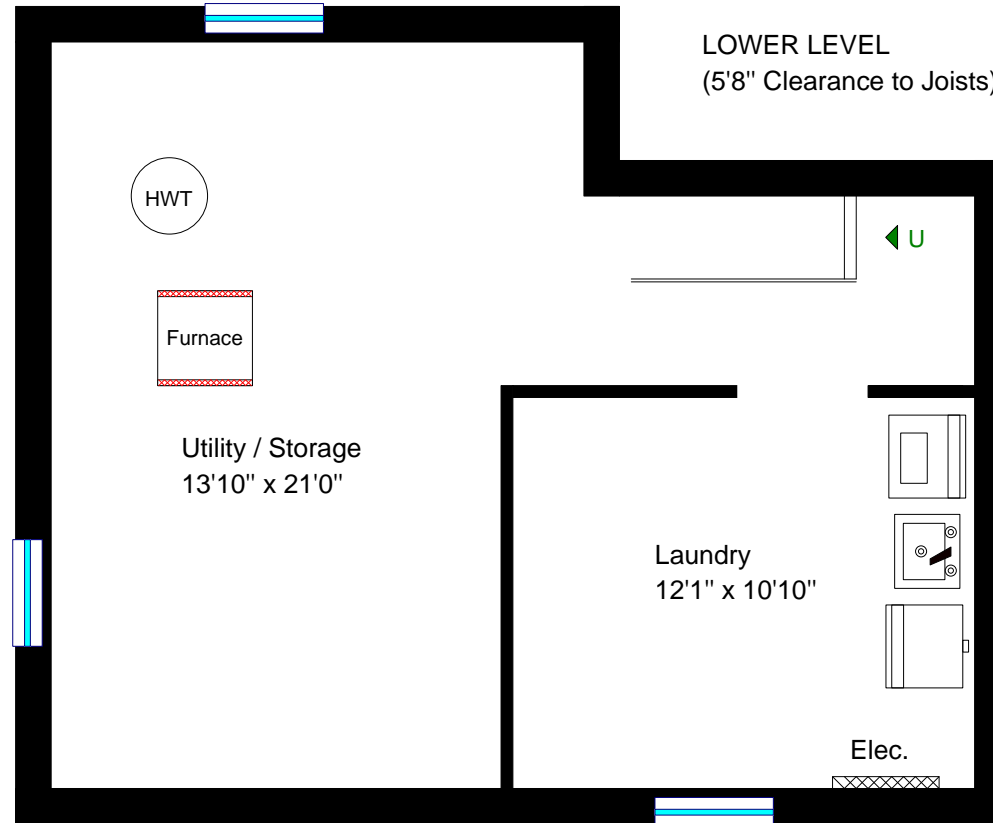 LOWER LEVEL
(5'8" Clearance to Joists)
HWT
U
Furnace
Utility / Storage
13'10" x 21'0"
Laundry
12'1" x 10'10"
Elec.